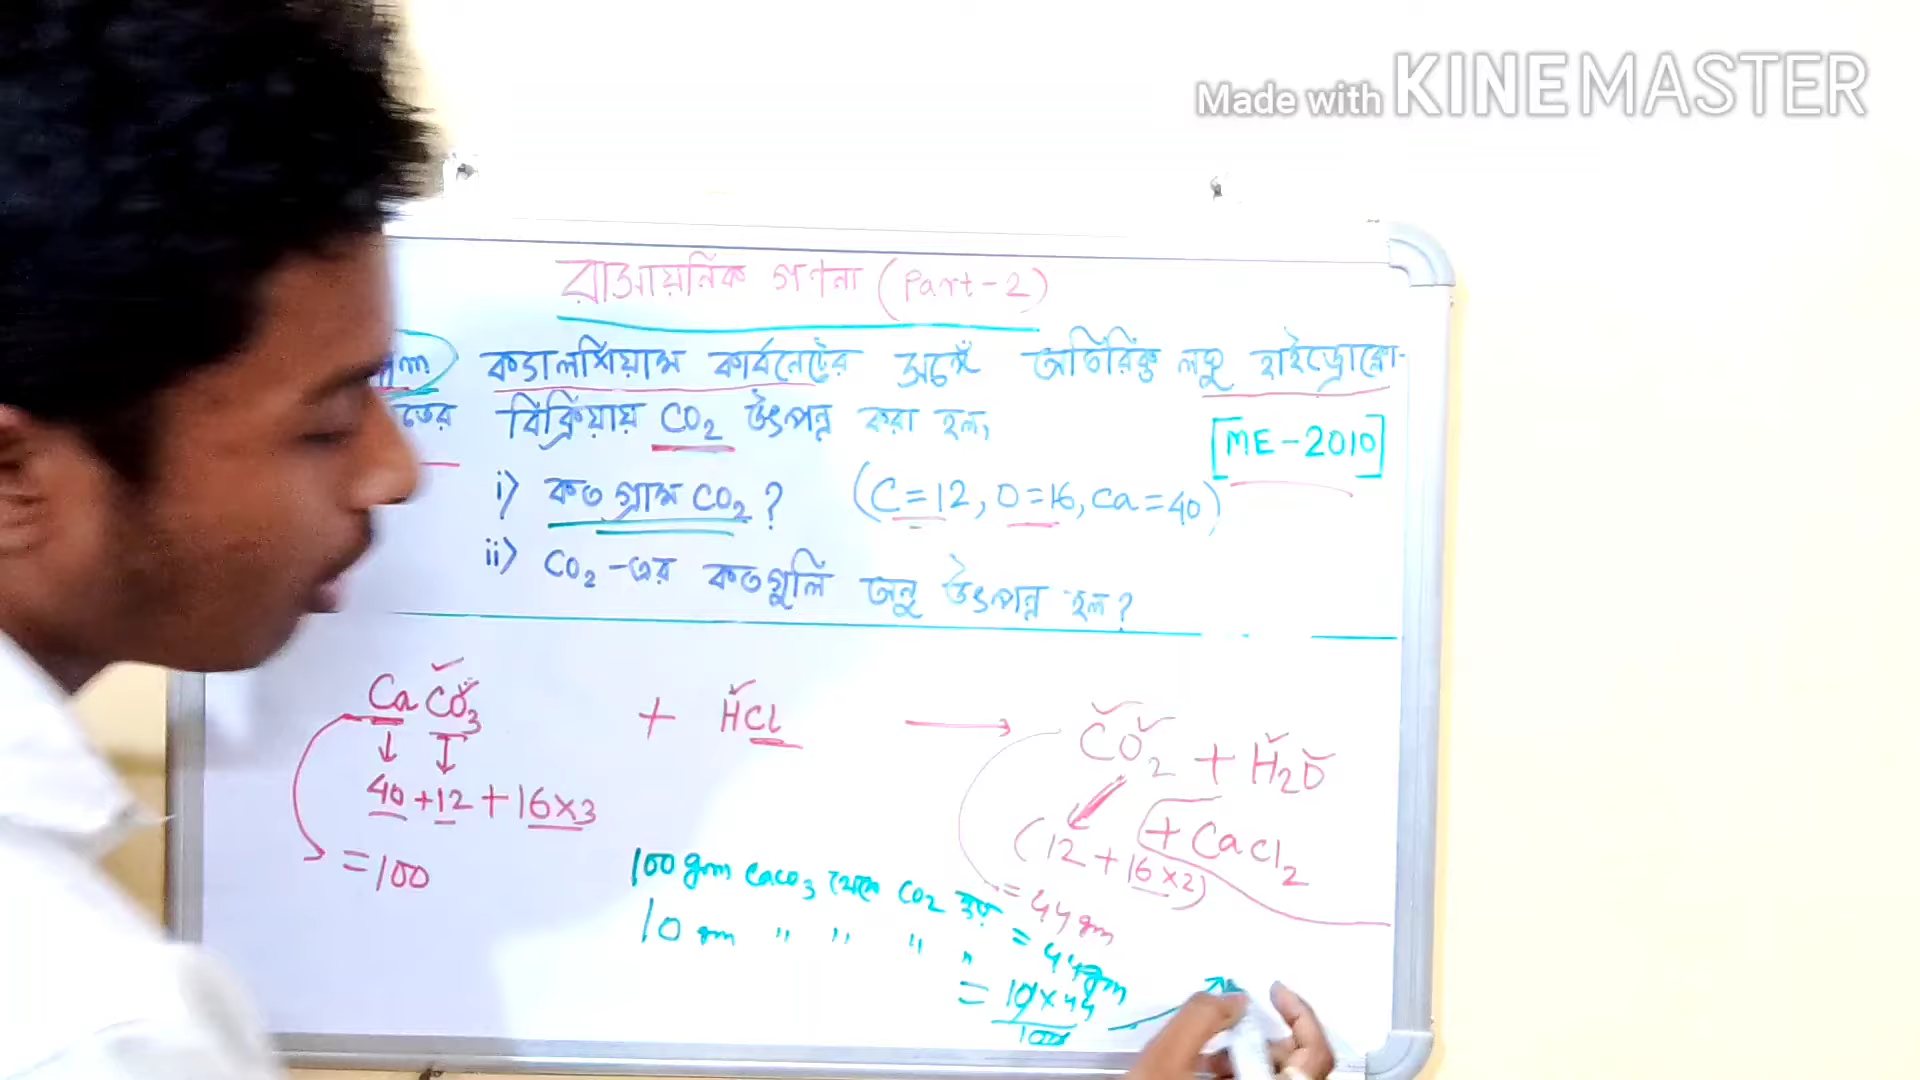 Made with KINEMASTER
রাসায়নিক গণনা (Part-2)
gm ক্যালশিয়াম কার্বনেটের সঙ্গে অতিরিক্ত লঘু হাইড্রোক্লো-
বিক্রিয়ায় CO2 উৎপন্ন করা হল,
[ME-2010]
i) কত গ্রাম CO2 ? (C=12, O=16, Ca=40)
ii) CO2-এর কতগুলি অনু উৎপন্ন হল?
CaCO3 + HCl → CO2 + H2O
+ CaCl2
40+12+16×3
(12+16×2)
=100
= 44 gm
100 gm CaCO3 থেকে CO2 হয় = 44 gm
10 gm " " " "
= 10×44
100